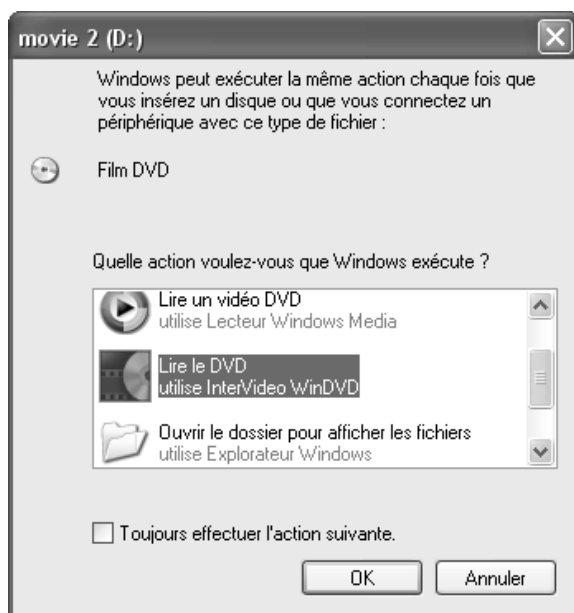 movie 2 (D:)
Windows peut exécuter la même action chaque fois que
vous insérez un disque ou que vous connectez un
périphérique avec ce type de fichier :
Film DVD
Quelle action voulez-vous que Windows exécute ?
Lire un vidéo DVD
utilise Lecteur Windows Media
Lire le DVD
utilise InterVideo WinDVD
Ouvrir le dossier pour afficher les fichiers
utilise Explorateur Windows
Toujours effectuer l'action suivante.
OK
Annuler